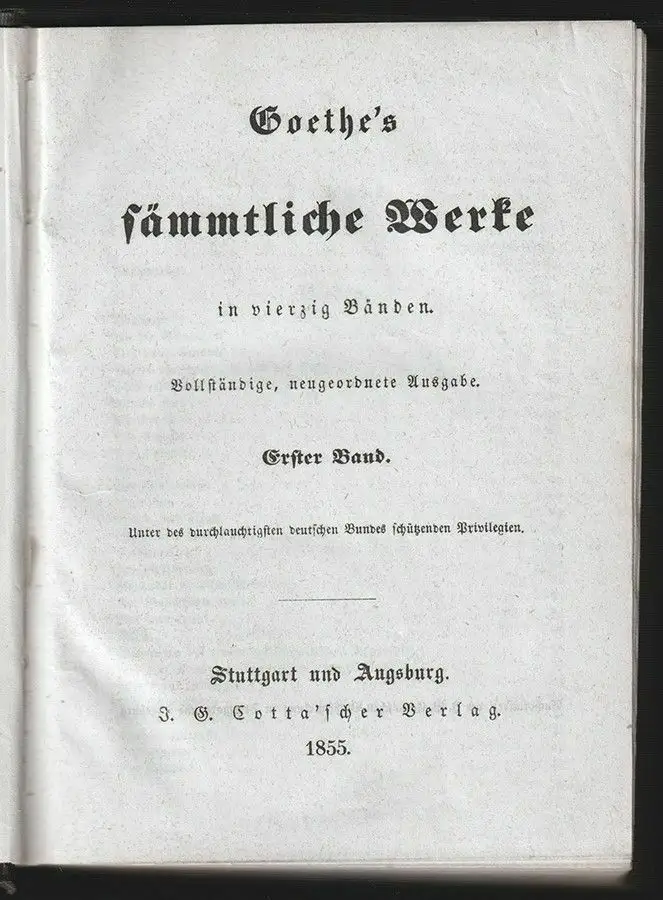 Goethe's
sämmtliche Werke
in vierzig Bänden.
Vollständige, neugeordnete Ausgabe.
Erster Band.
Unter des durchlauchtigsten deutschen Bundes schützenden Privilegien.
Stuttgart und Augsburg.
J. G. Cotta'scher Verlag.
1855.